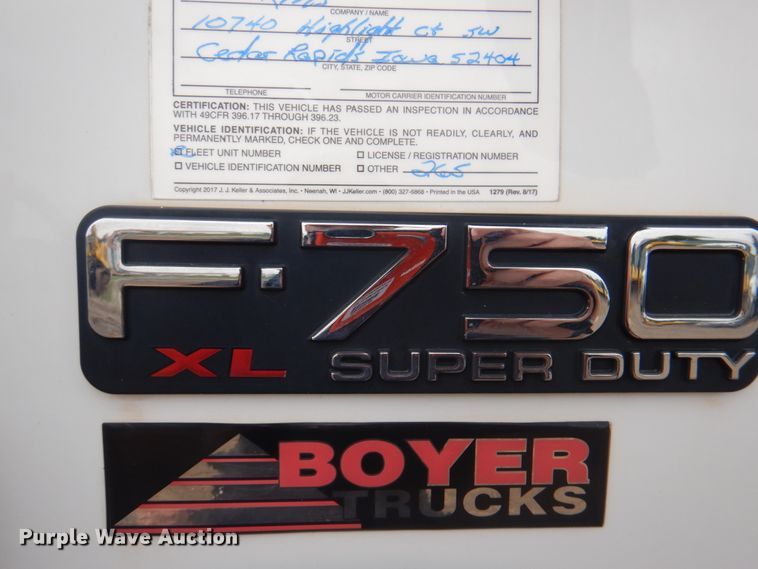 COMPANY / NAME
10740 Highlight Ct SW
STREET
Cedar Rapids Iowa 52404
CITY, STATE, ZIP CODE
TELEPHONE MOTOR CARRIER IDENTIFICATION NUMBER
CERTIFICATION: THIS VEHICLE HAS PASSED AN INSPECTION IN ACCORDANCE
WITH 49CFR 396.17 THROUGH 396.23.
VEHICLE IDENTIFICATION: IF THE VEHICLE IS NOT READILY, CLEARLY, AND
PERMANENTLY MARKED, CHECK ONE AND COMPLETE.
FLEET UNIT NUMBER LICENSE / REGISTRATION NUMBER
VEHICLE IDENTIFICATION NUMBER OTHER 265
Copyright 2017 J. J. Keller & Associates, Inc. • Neenah, WI • JJKeller.com • (800) 327-6868 • Printed in the USA 1279 (Rev. 8/17)
F-750
XL SUPER DUTY
BOYER
TRUCKS
Purple Wave Auction